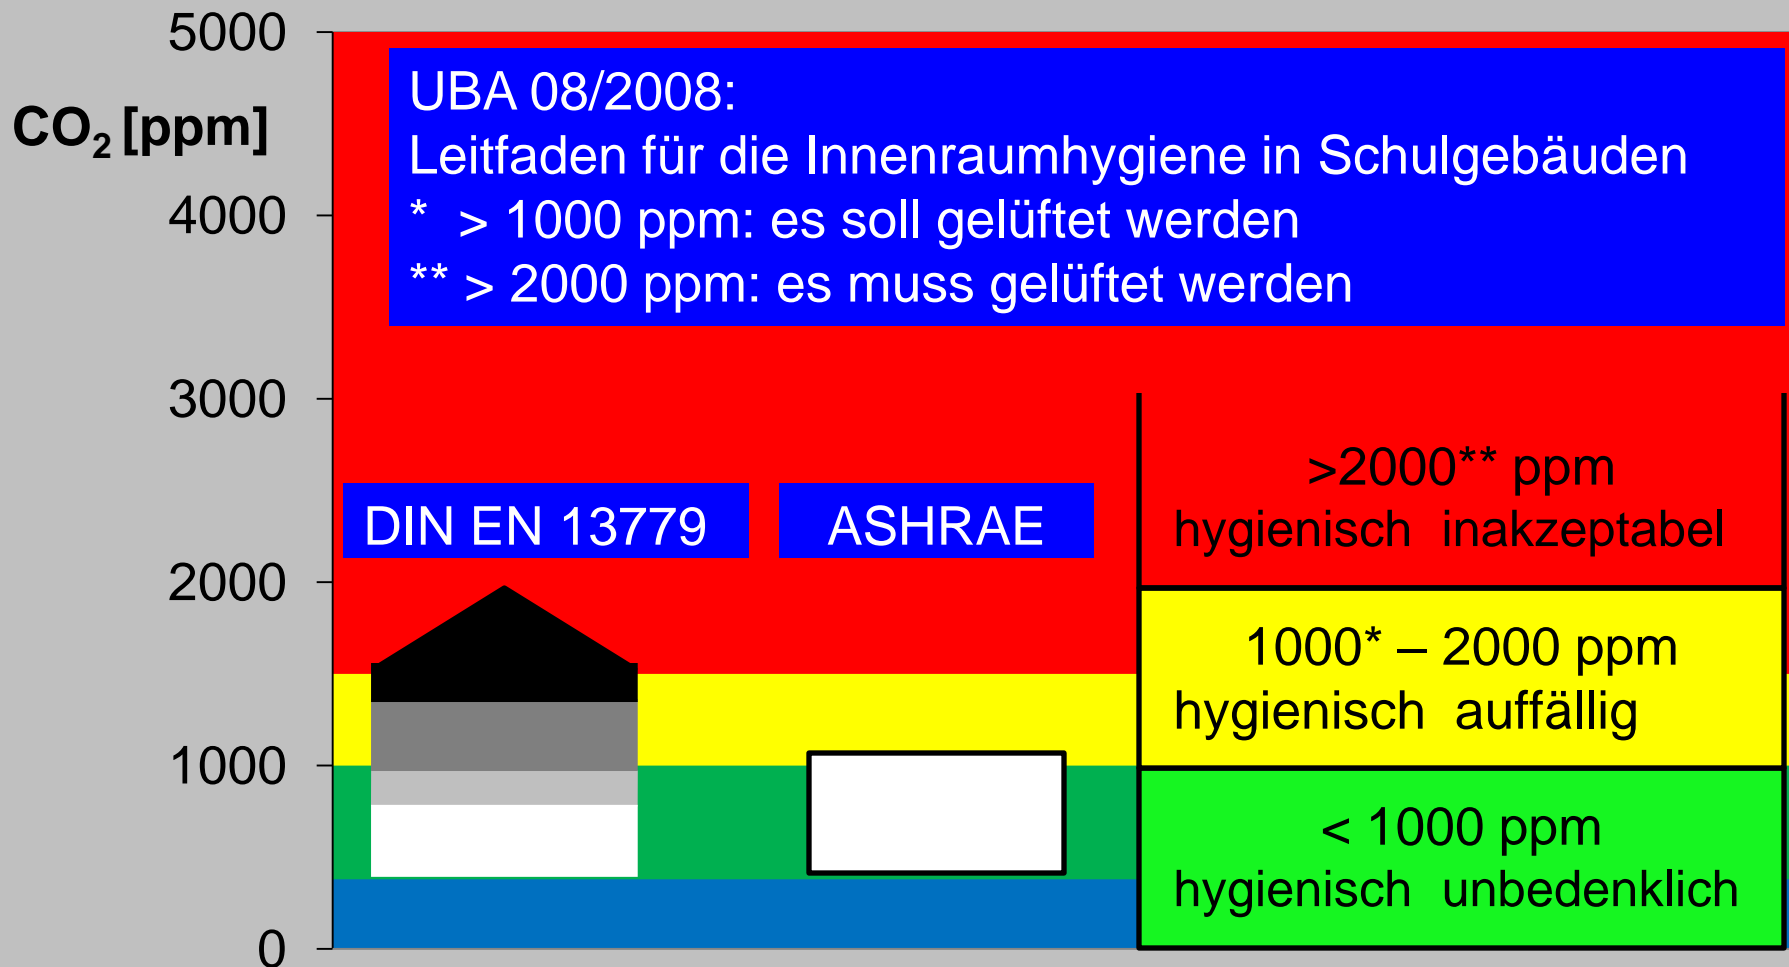 5000
CO₂ [ppm]
4000
3000
2000
1000
0
UBA 08/2008:
Leitfaden für die Innenraumhygiene in Schulgebäuden
* > 1000 ppm: es soll gelüftet werden
** > 2000 ppm: es muss gelüftet werden
DIN EN 13779
ASHRAE
>2000** ppm
hygienisch inakzeptabel
1000* – 2000 ppm
hygienisch auffällig
< 1000 ppm
hygienisch unbedenklich